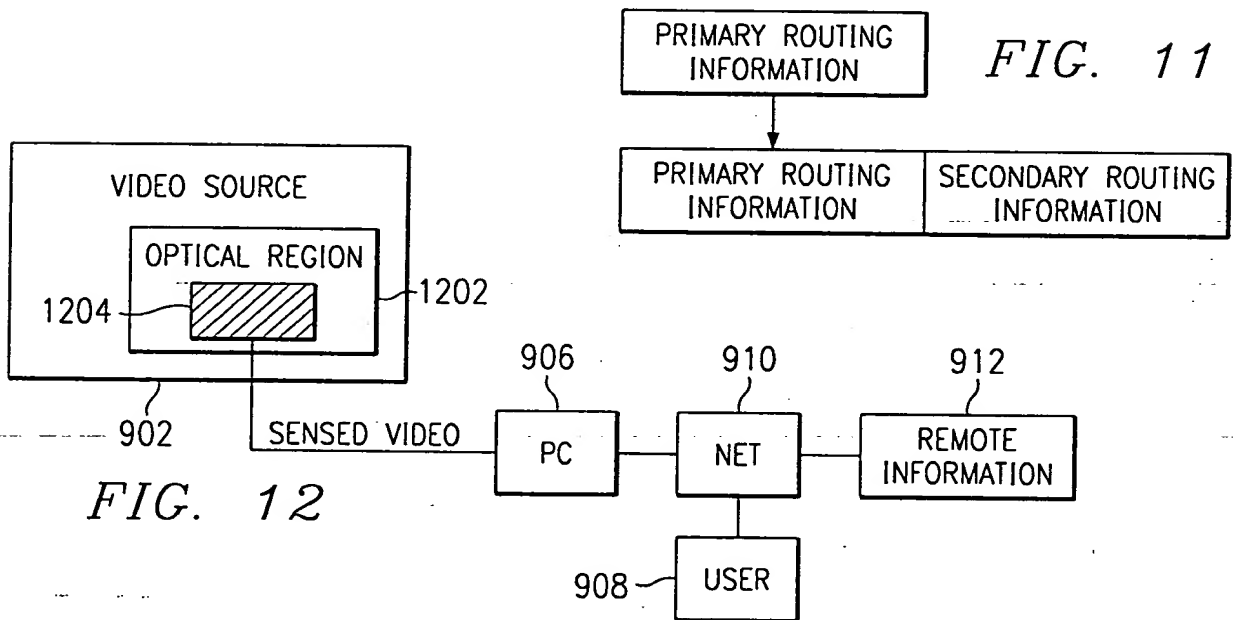 PRIMARY ROUTING
INFORMATION
FIG. 11
PRIMARY ROUTING
INFORMATION
SECONDARY ROUTING
INFORMATION
VIDEO SOURCE
OPTICAL REGION
1204
1202
902
SENSED VIDEO
906
PC
910
NET
912
REMOTE
INFORMATION
908
USER
FIG. 12